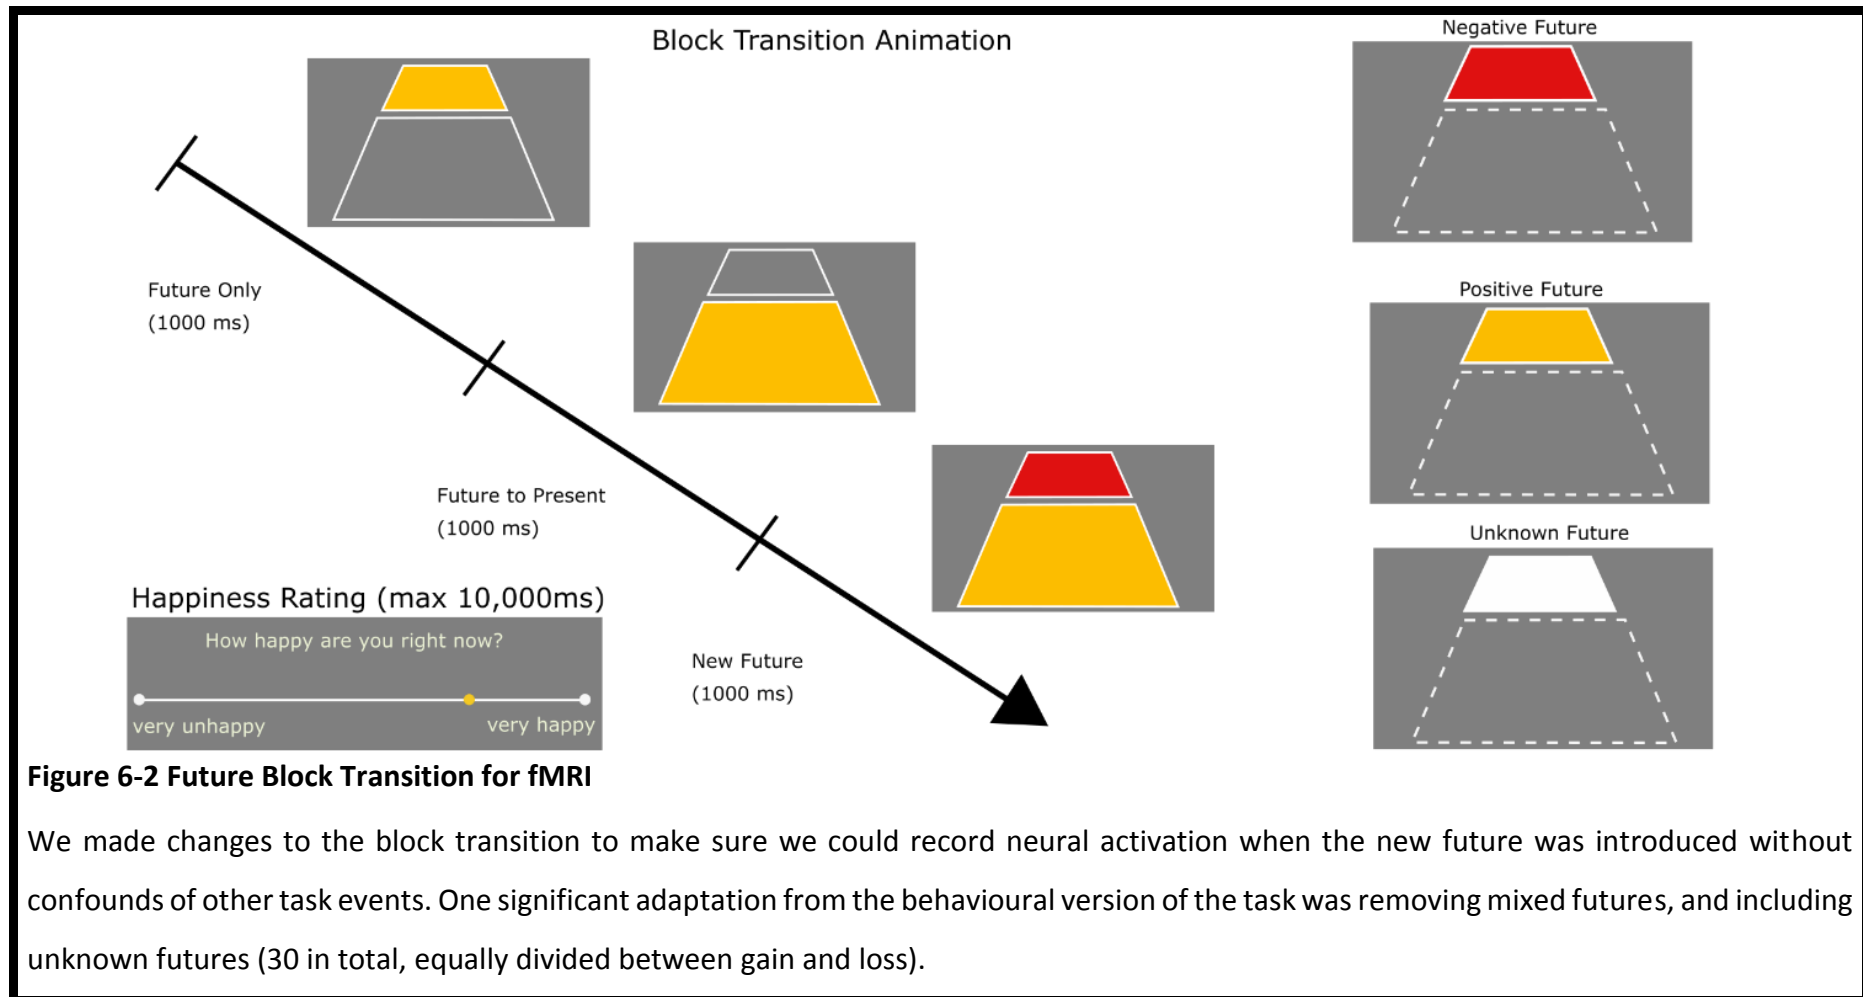 Block Transition Animation
Negative Future
Positive Future
Unknown Future
Future Only
(1000 ms)
Future to Present
(1000 ms)
New Future
(1000 ms)
Happiness Rating (max 10,000ms)
How happy are you right now?
very unhappy
very happy
Figure 6-2 Future Block Transition for fMRI
We made changes to the block transition to make sure we could record neural activation when the new future was introduced without
confounds of other task events. One significant adaptation from the behavioural version of the task was removing mixed futures, and including
unknown futures (30 in total, equally divided between gain and loss).